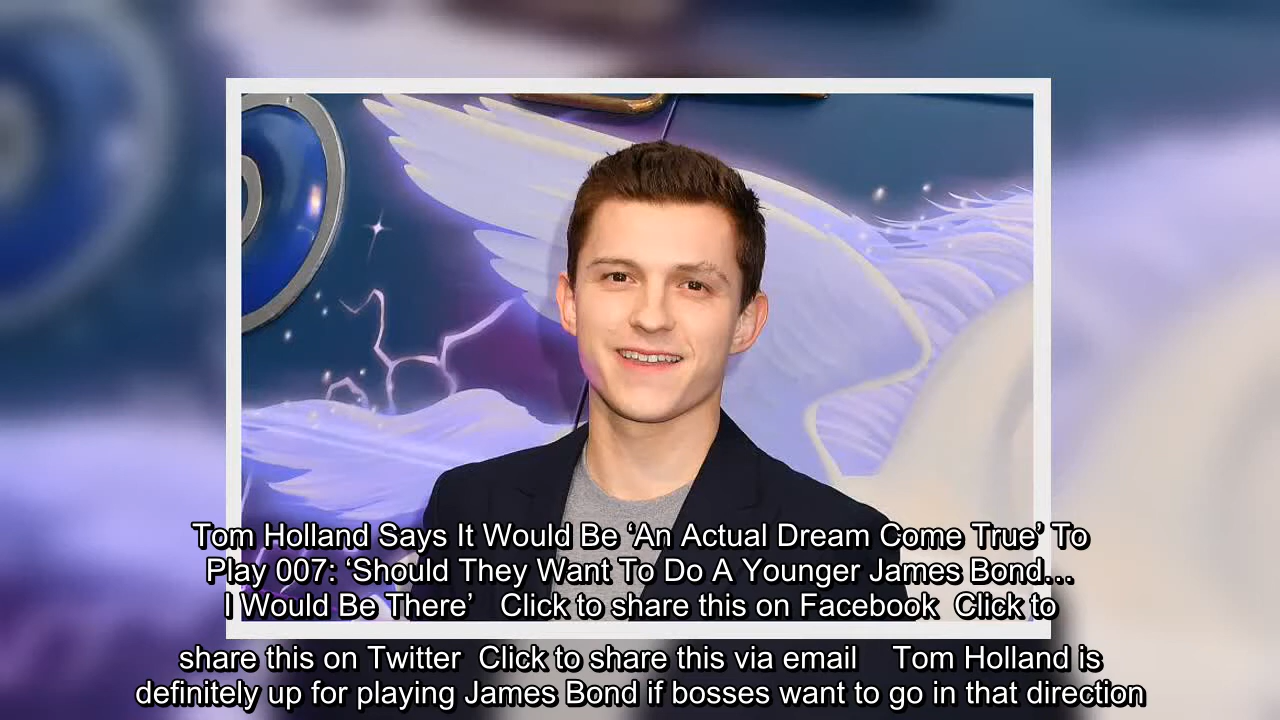 Tom Holland Says It Would Be ‘An Actual Dream Come True’ To
Play 007: ‘Should They Want To Do A Younger James Bond…
I Would Be There’ Click to share this on Facebook Click to
share this on Twitter Click to share this via email Tom Holland is
definitely up for playing James Bond if bosses want to go in that direction